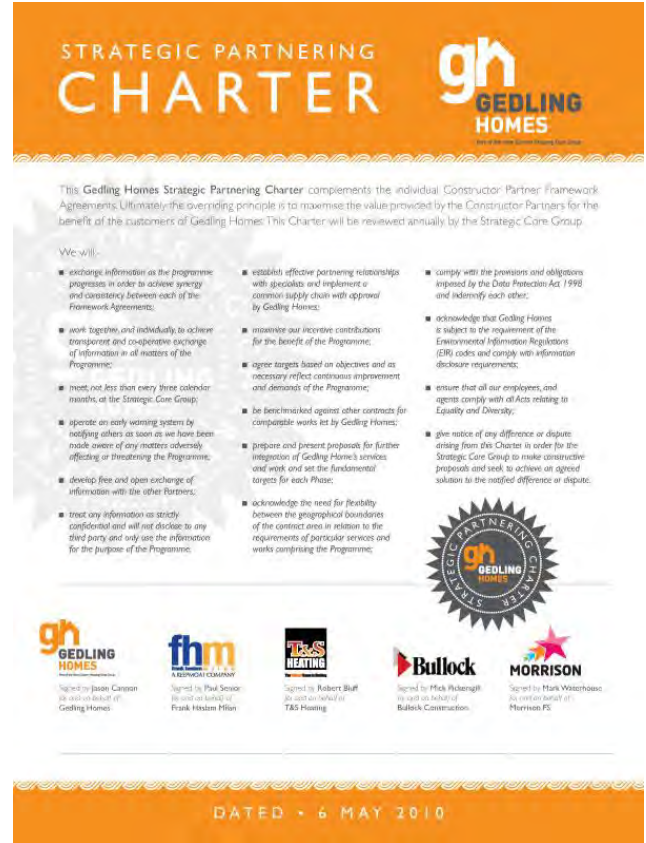 STRATEGIC PARTNERING
CHARTER
gh
GEDLING
HOMES
This Gedling Homes Strategic Partnering Charter complements the individual Constructor Partner Framework
Agreements. Ultimately the overriding principle is to maximise the value provided by the Constructor Partners for the
benefit of the customers of Gedling Homes. This Charter will be reviewed annually by the Strategic Core Group.
We will:-
■ exchange information as the programme
progresses in order to achieve synergy
and consistency between each of the
Framework Agreements;
■ work together, and individually, to achieve
transparent and co-operative exchange
of information in all matters of the
Programme;
■ meet, not less than every three calendar
months, at the Strategic Core Group;
■ operate an early warning system by
notifying others as soon as we have been
made aware of any matters adversely
affecting or threatening the Programme;
■ develop free and open exchange of
information with the other Partners;
■ treat any information as strictly
confidential and will not disclose to any
third party and only use the information
for the purpose of the Programme.
■ establish effective partnering relationships
with specialists and implement a
common supply chain with approval
by Gedling Homes;
■ maximise our incentive contributions
for the benefit of the Programme;
■ agree targets based on objectives and as
necessary reflect continuous improvement
and demands of the Programme;
■ be benchmarked against other contracts for
comparable works let by Gedling Homes;
■ prepare and present proposals for further
integration of Gedling Home's services
and work and set the fundamental
targets for each Phase;
■ acknowledge the need for flexibility
between the geographical boundaries
of the contract area in relation to the
requirements of particular services and
works comprising the Programme;
■ comply with the provisions and obligations
imposed by the Data Protection Act 1998
and indemnify each other;
■ acknowledge that Gedling Homes
is subject to the requirement of the
Environmental Information Regulations
(EIR) codes and comply with information
disclosure requirements;
■ ensure that all our employees, and
agents comply with all Acts relating to
Equality and Diversity;
■ give notice of any difference or dispute
arising from this Charter in order for the
Strategic Core Group to make constructive
proposals and seek to achieve an agreed
solution to the notified difference or dispute.
STRATEGIC PARTNERING CHARTER
gh
GEDLING
HOMES
gh
GEDLING
HOMES
Signed by Jason Cannon
for and on behalf of
Gedling Homes
fhm
A KEEPMOAT COMPANY
Signed by Paul Senior
for and on behalf of
Frank Haslam Milan
T&S
HEATING
Signed by Robert Bluff
for and on behalf of
T&S Heating
Bullock
Signed by Mick Pickersgill
for and on behalf of
Bullock Construction
MORRISON
Signed by Mark Waterhouse
for and on behalf of
Morrison FS
DATED • 6 MAY 2010